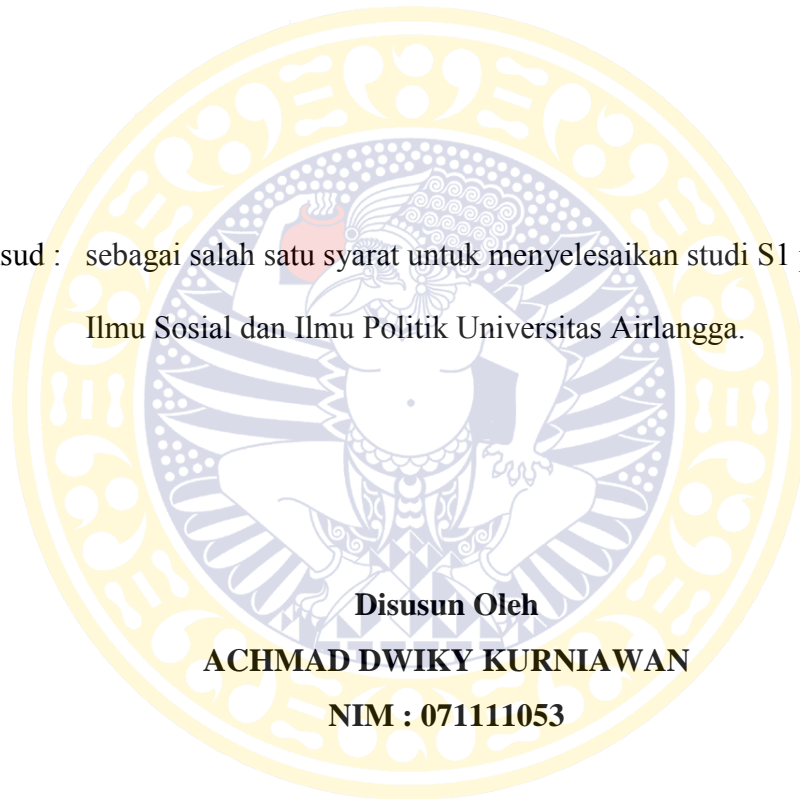 sud : sebagai salah satu syarat untuk menyelesaikan studi S1
Ilmu Sosial dan Ilmu Politik Universitas Airlangga.
Disusun Oleh
ACHMAD DWIKY KURNIAWAN
NIM : 071111053